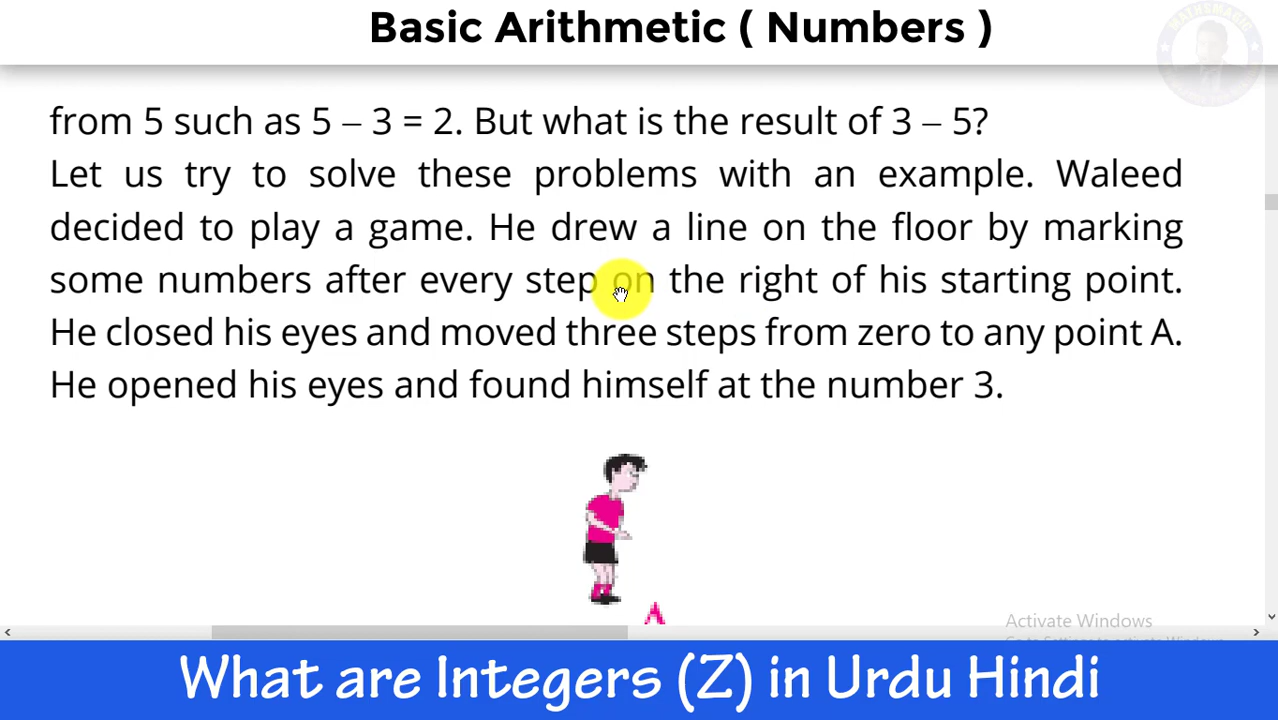 Basic Arithmetic ( Numbers )
from 5 such as 5 – 3 = 2. But what is the result of 3 – 5?
Let us try to solve these problems with an example. Waleed
decided to play a game. He drew a line on the floor by marking
some numbers after every step on the right of his starting point.
He closed his eyes and moved three steps from zero to any point A.
He opened his eyes and found himself at the number 3.
A
Activate Windows
What are Integers (Z) in Urdu Hindi